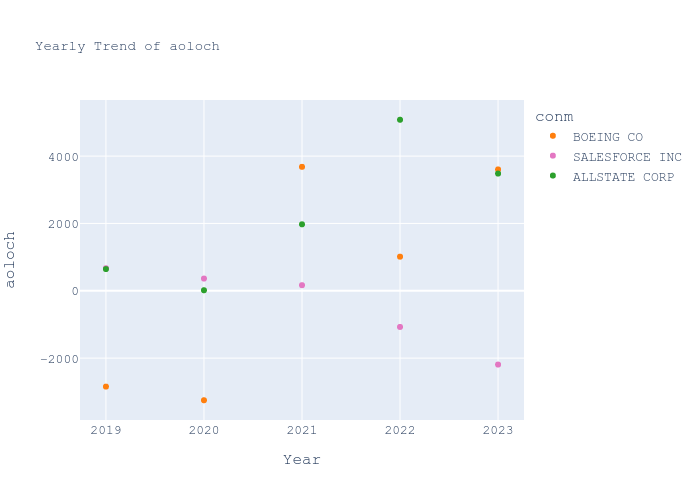 Yearly Trend of aoloch
conm
BOEING CO
SALESFORCE INC
ALLSTATE CORP
4000
2000
0
−2000
aoloch
2019 2020 2021 2022 2023
Year